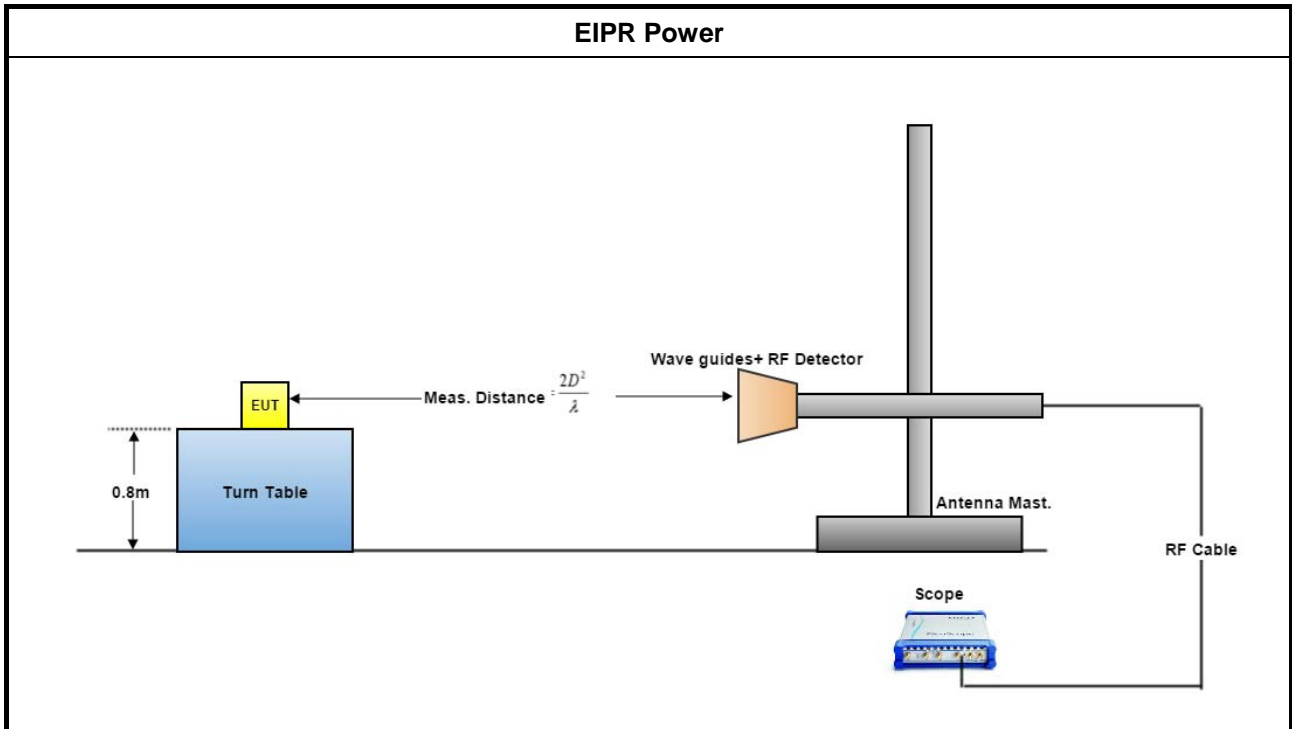 EIPR Power
Wave guides+ RF Detector
EUT
Meas. Distance = 2D²/λ
0.8m
Turn Table
Antenna Mast.
RF Cable
Scope